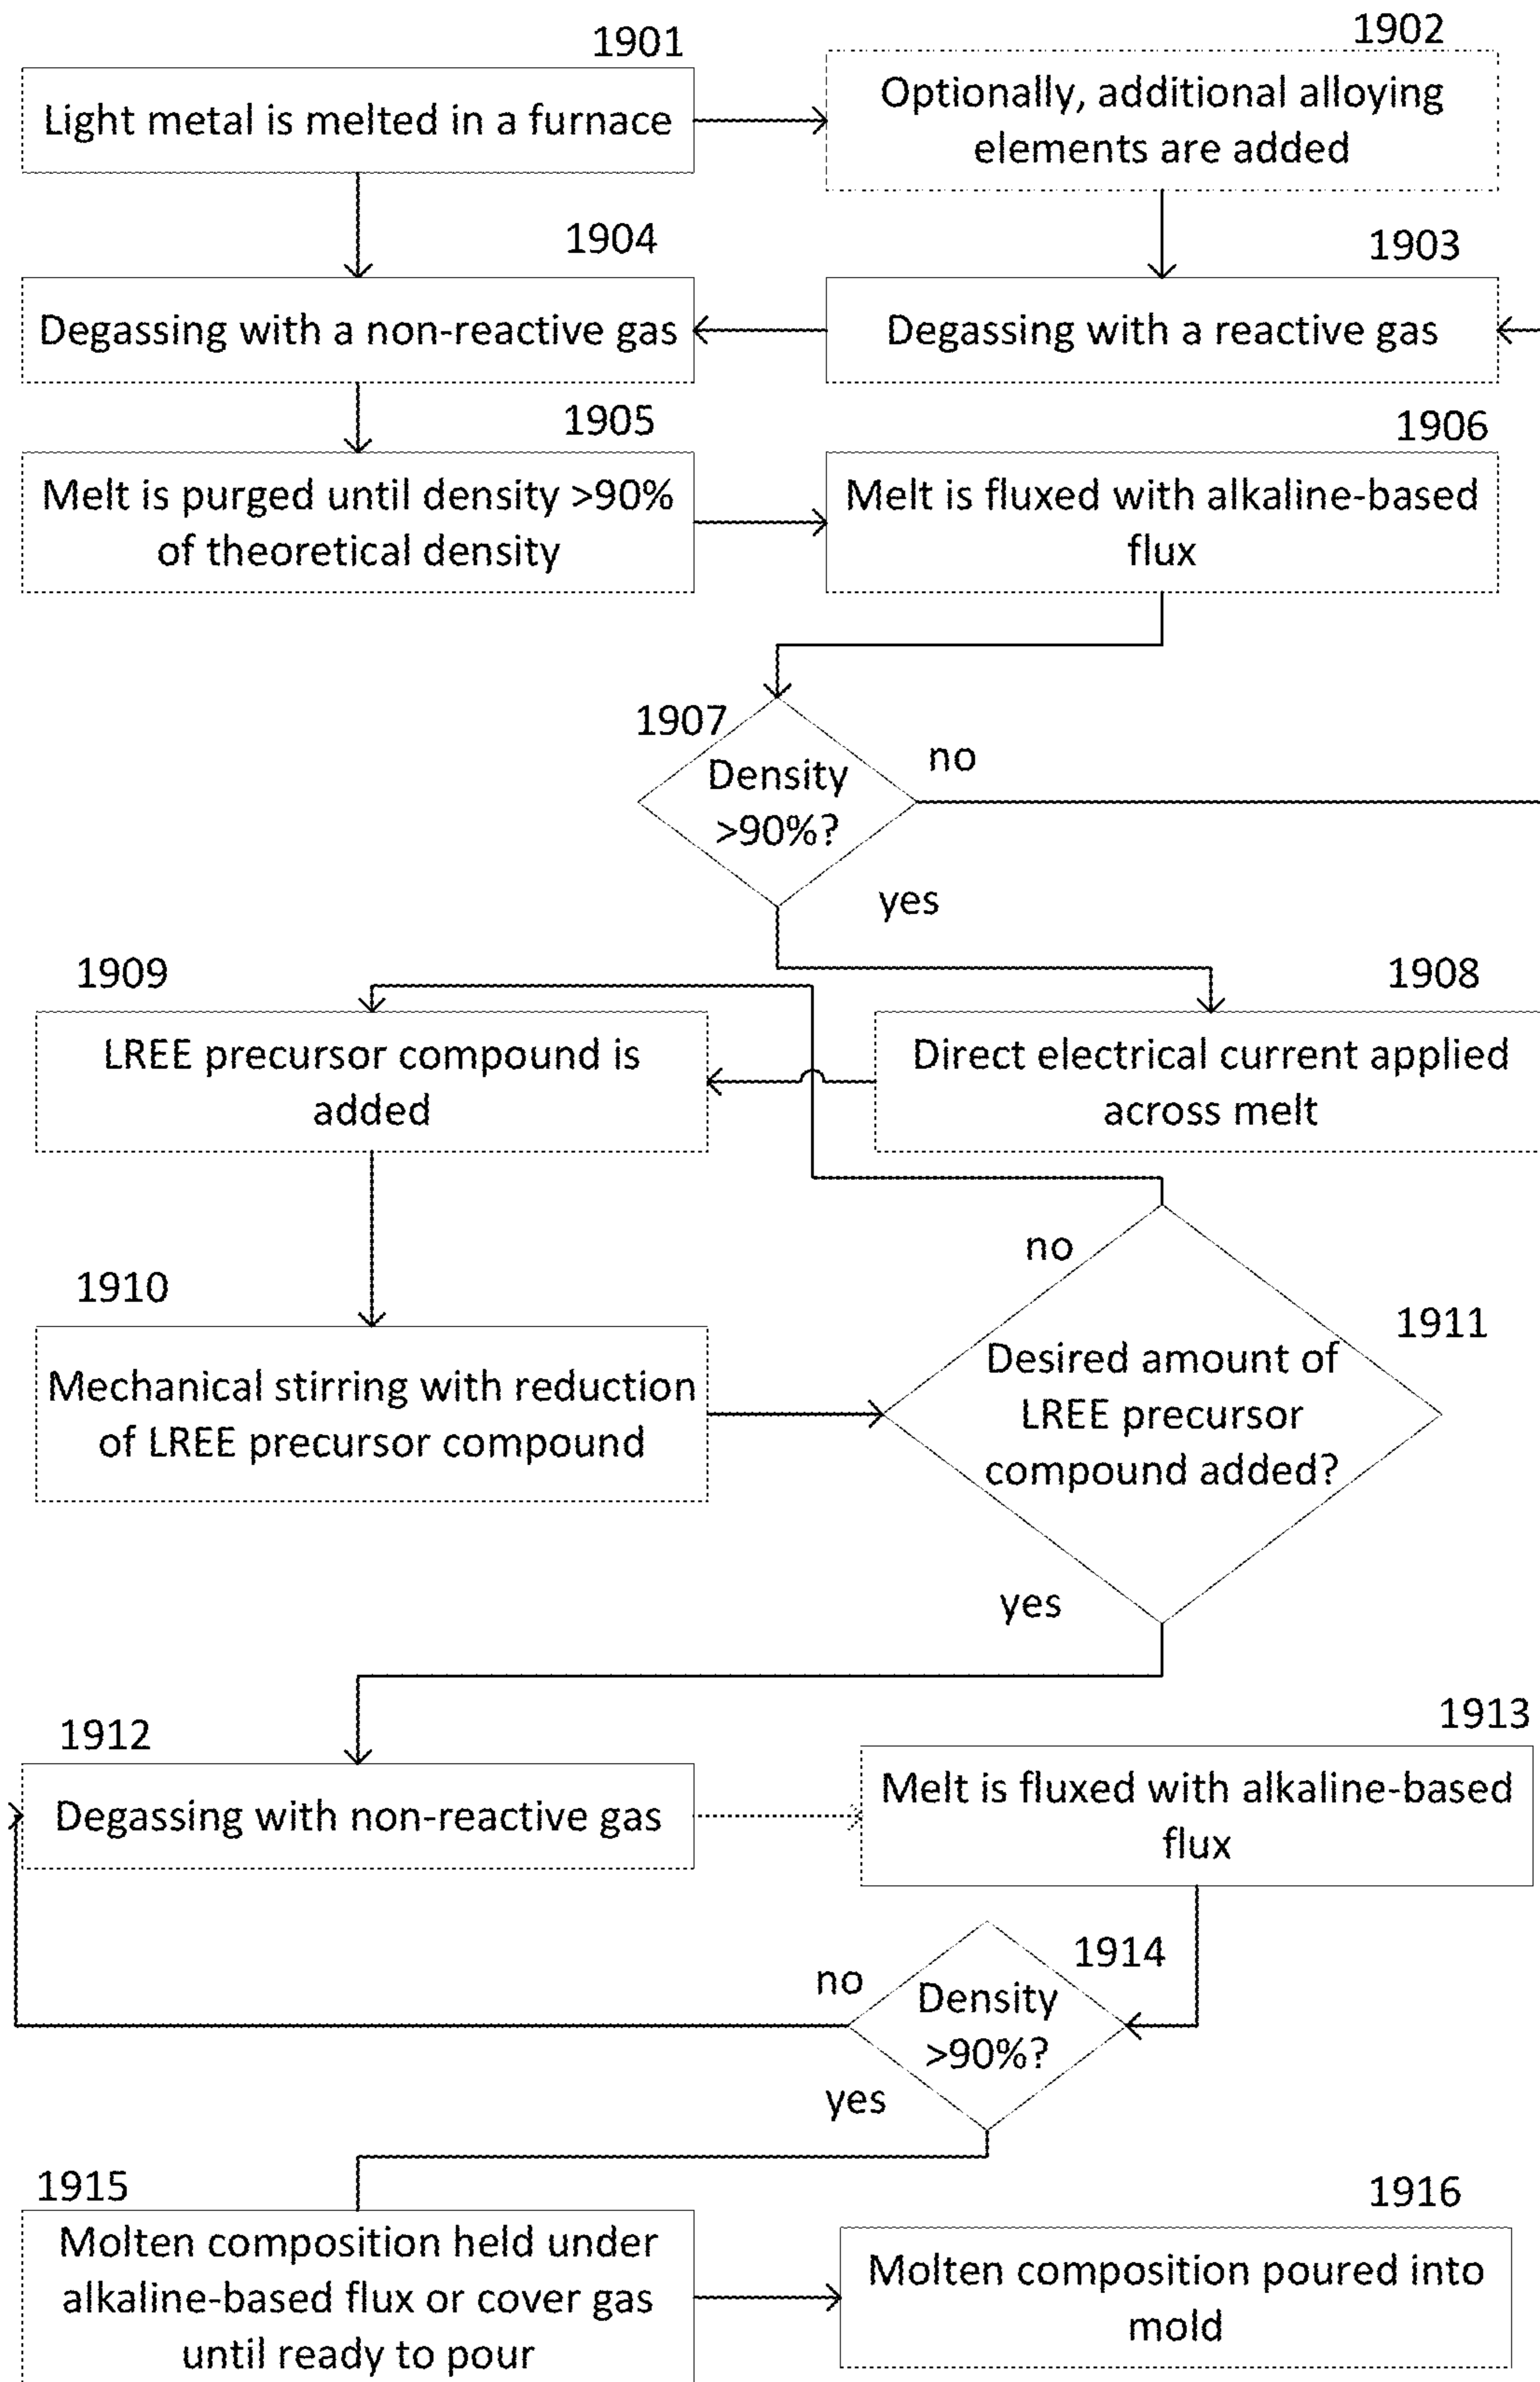 1901
Light metal is melted in a furnace
1902
Optionally, additional alloying
elements are added
1904
Degassing with a non-reactive gas
1903
Degassing with a reactive gas
1905
Melt is purged until density >90%
of theoretical density
1906
Melt is fluxed with alkaline-based
flux
1907
Density
>90%?
no
yes
1909
LREE precursor compound is
added
1908
Direct electrical current applied
across melt
1910
Mechanical stirring with reduction
of LREE precursor compound
no
1911
Desired amount of
LREE precursor
compound added?
yes
1912
Degassing with non-reactive gas
1913
Melt is fluxed with alkaline-based
flux
1914
no
Density
>90%?
yes
1915
Molten composition held under
alkaline-based flux or cover gas
until ready to pour
1916
Molten composition poured into
mold